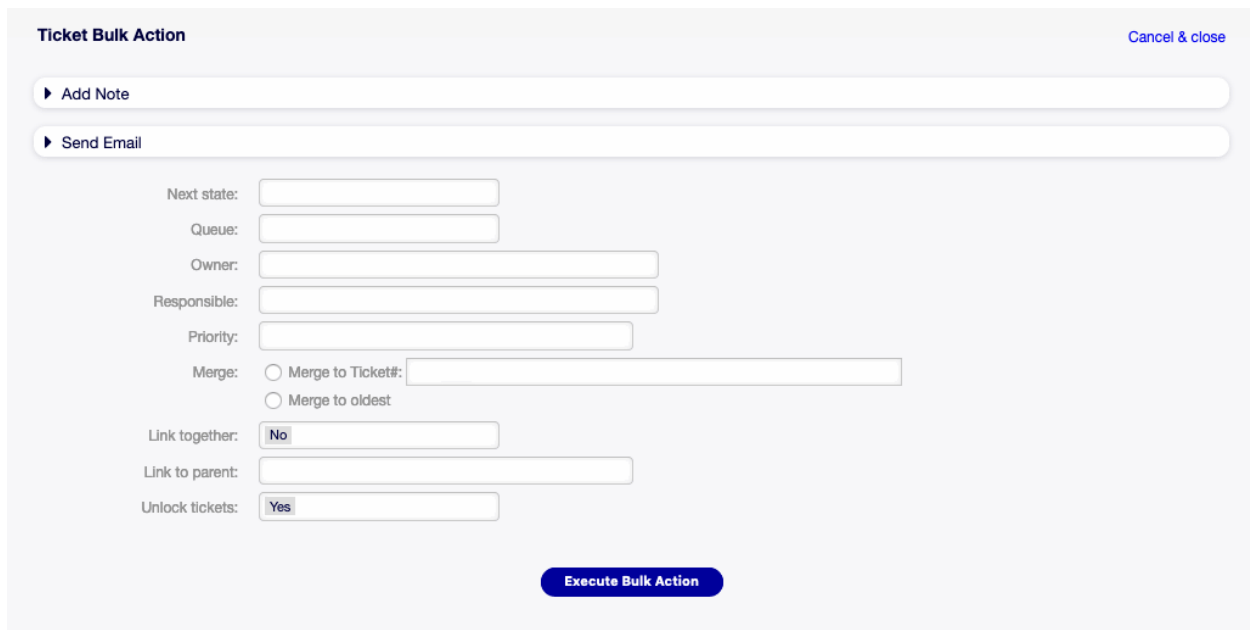 Ticket Bulk Action
Cancel & close
Add Note
Send Email
Next state:
Queue:
Owner:
Responsible:
Priority:
Merge: Merge to Ticket#:
Merge to oldest
Link together: No
Link to parent:
Unlock tickets: Yes
Execute Bulk Action